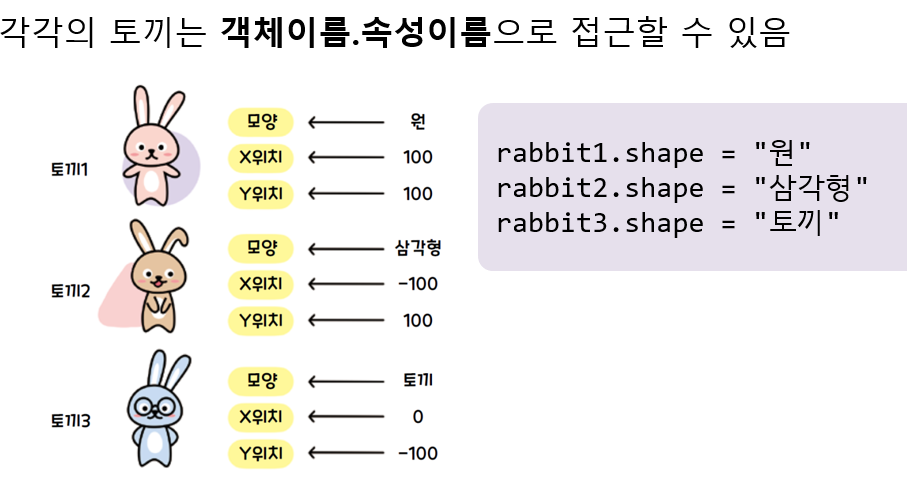 각각의 토끼는 객체이름.속성이름으로 접근할 수 있음
토끼1
모양 원
X위치 100
Y위치 100
토끼2
모양 삼각형
X위치 -100
Y위치 100
토끼3
모양 토끼
X위치 0
Y위치 -100
rabbit1.shape = "원"
rabbit2.shape = "삼각형"
rabbit3.shape = "토끼"